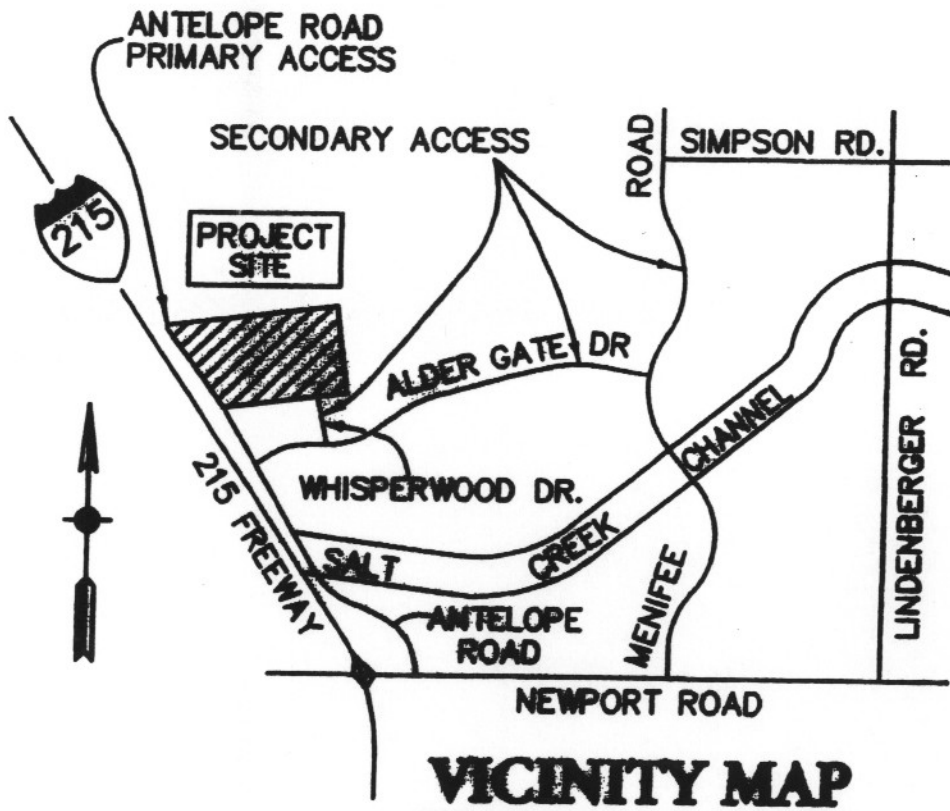 ANTELOPE ROAD
PRIMARY ACCESS
SECONDARY ACCESS
ROAD
SIMPSON RD.
215
PROJECT
SITE
ALDER GATE DR
CHANNEL
LINDENBERGER RD.
215 FREEWAY
WHISPERWOOD DR.
SALT
CREEK
MENIFEE
ANTELOPE
ROAD
NEWPORT ROAD
VICINITY MAP